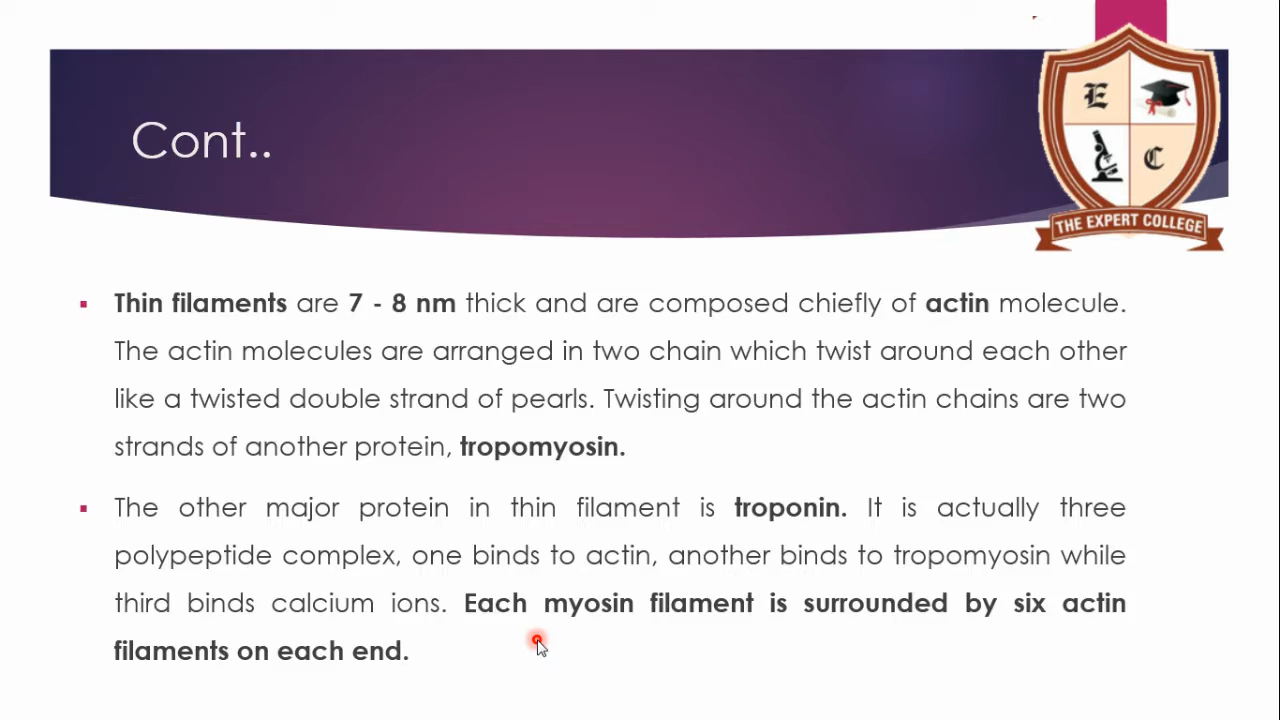 Cont..
E
C
THE EXPERT COLLEGE
▪ Thin filaments are 7 - 8 nm thick and are composed chiefly of actin molecule.
The actin molecules are arranged in two chain which twist around each other
like a twisted double strand of pearls. Twisting around the actin chains are two
strands of another protein, tropomyosin.
▪ The other major protein in thin filament is troponin. It is actually three
polypeptide complex, one binds to actin, another binds to tropomyosin while
third binds calcium ions. Each myosin filament is surrounded by six actin
filaments on each end.